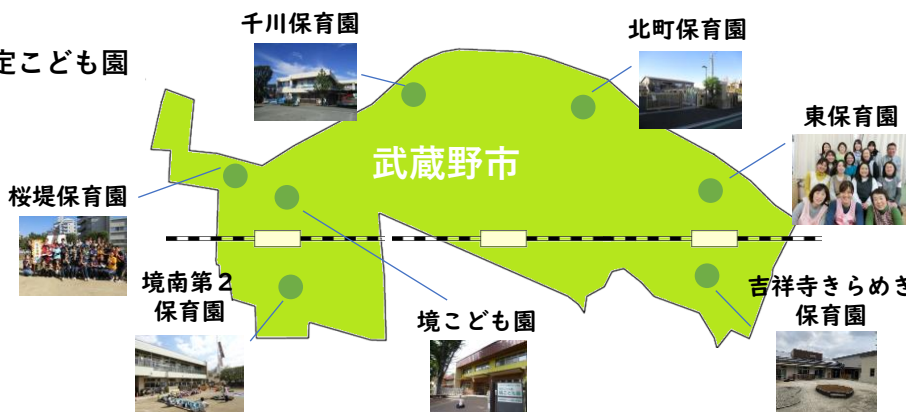 千川保育園
北町保育園
定こども園
東保育園
武蔵野市
桜堤保育園
境南第2
保育園
境こども園
吉祥寺きらめき
保育園